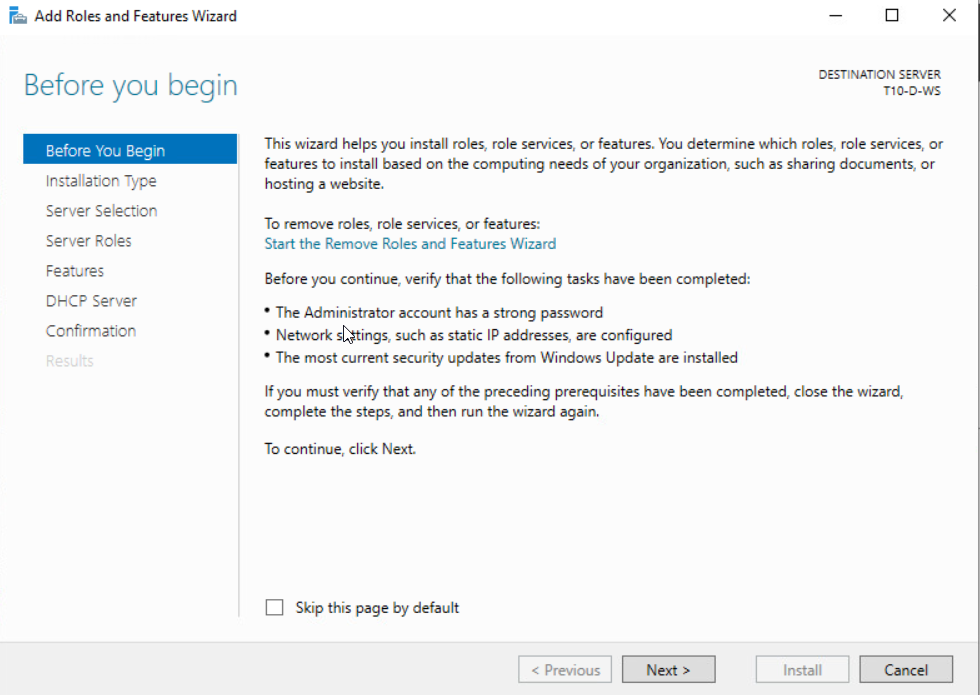 Add Roles and Features Wizard
Before you begin
DESTINATION SERVER
T10-D-WS
Before You Begin
Installation Type
Server Selection
Server Roles
Features
DHCP Server
Confirmation
Results
This wizard helps you install roles, role services, or features. You determine which roles, role services, or
features to install based on the computing needs of your organization, such as sharing documents, or
hosting a website.
To remove roles, role services, or features:
Start the Remove Roles and Features Wizard
Before you continue, verify that the following tasks have been completed:
• The Administrator account has a strong password
• Network settings, such as static IP addresses, are configured
• The most current security updates from Windows Update are installed
If you must verify that any of the preceding prerequisites have been completed, close the wizard,
complete the steps, and then run the wizard again.
To continue, click Next.
Skip this page by default
< Previous
Next >
Install
Cancel